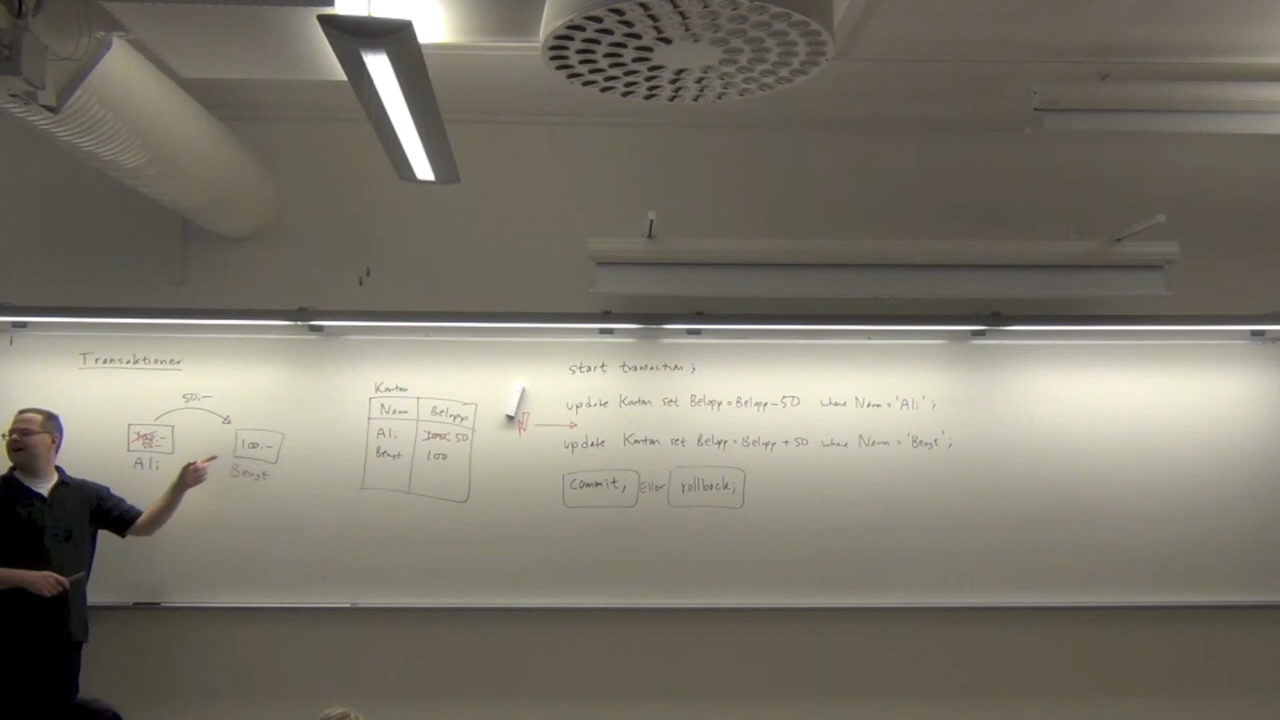 Transaktioner
50:-
Ali
100:-
Bengt
Konton
Namn Belopp
Ali 100 50
Bengt 100
start transaction;
update Konton set Belopp=Belopp-50 where Namn='Ali';
update Konton set Belopp=Belopp+50 where Namn='Bengt';
commit; Eller rollback;